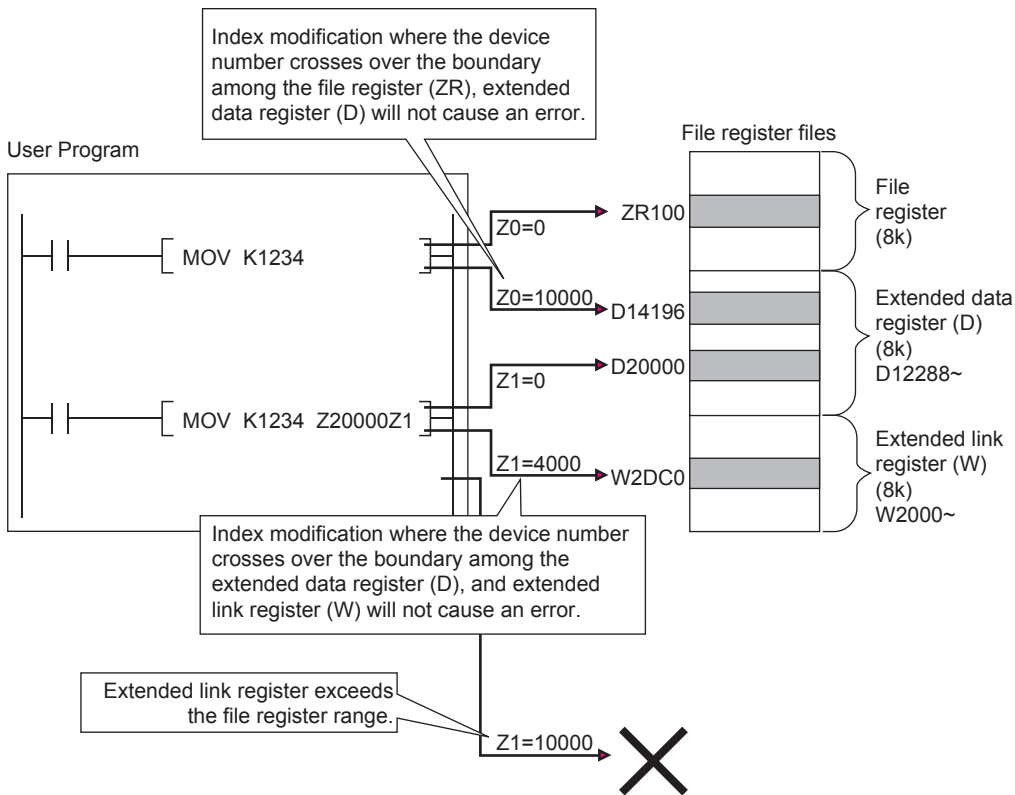 Index modification where the device
number crosses over the boundary
among the file register (ZR), extended
data register (D) will not cause an error.
File register files
User Program
ZR100
File
register
(8k)
Z0=0
MOV K1234
Z0=10000
D14196
Extended data
register (D)
(8k)
D12288~
D20000
Z1=0
MOV K1234 Z20000Z1
Z1=4000
W2DC0
Extended link
register (W)
(8k)
W2000~
Index modification where the device number
crosses over the boundary among the
extended data register (D), and extended
link register (W) will not cause an error.
Extended link register exceeds
the file register range.
Z1=10000